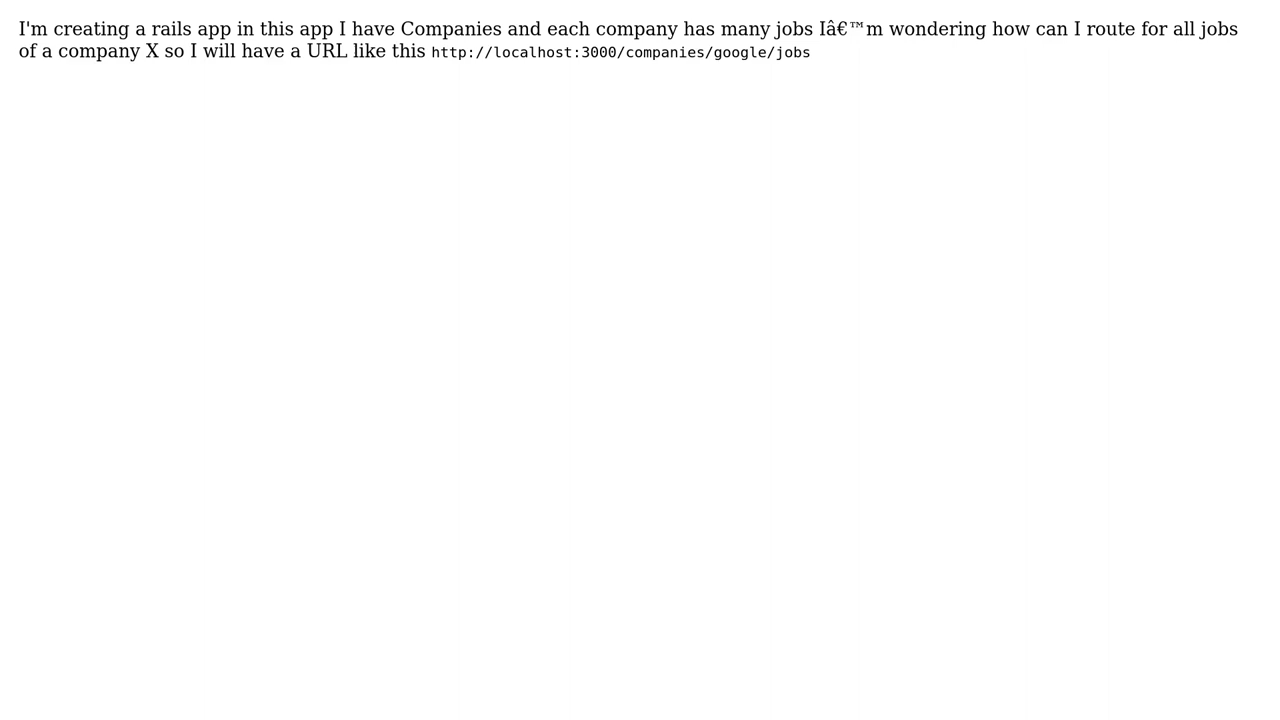 I'm creating a rails app in this app I have Companies and each company has many jobs Iâ€™m wondering how can I route for all jobs
of a company X so I will have a URL like this http://localhost:3000/companies/google/jobs